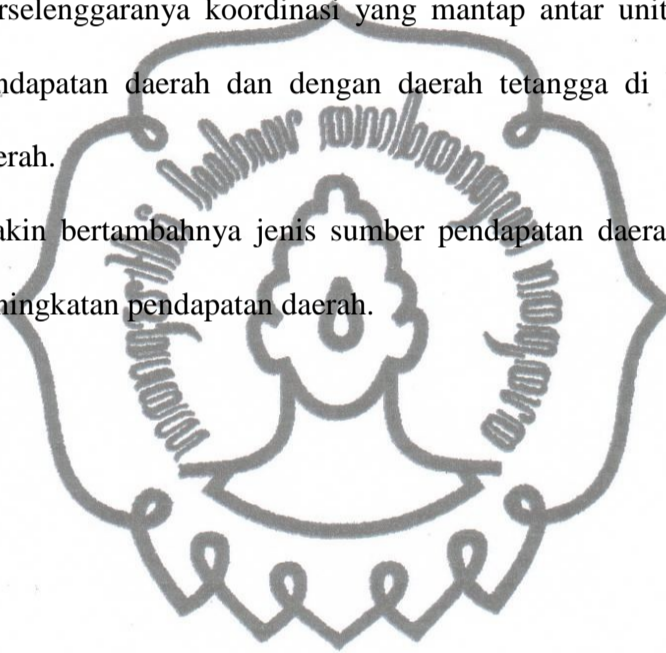 rselenggaranya koordinasi yang mantap antar unit
ndapatan daerah dan dengan daerah tetangga di
erah.
akin bertambahnya jenis sumber pendapatan daera
ningkatan pendapatan daerah.